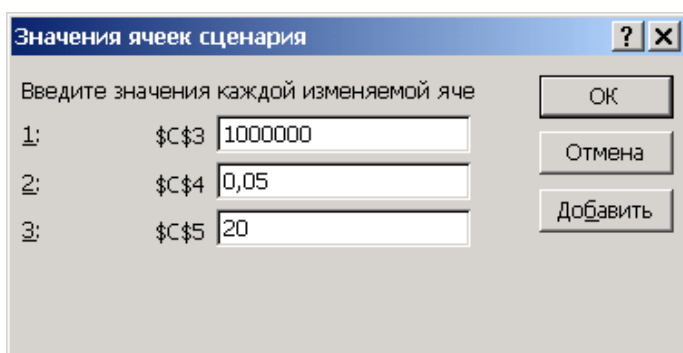 Значения ячеек сценария
Введите значения каждой изменяемой яче
ОК
1: $C$3 1000000
Отмена
2: $C$4 0,05
Добавить
3: $C$5 20